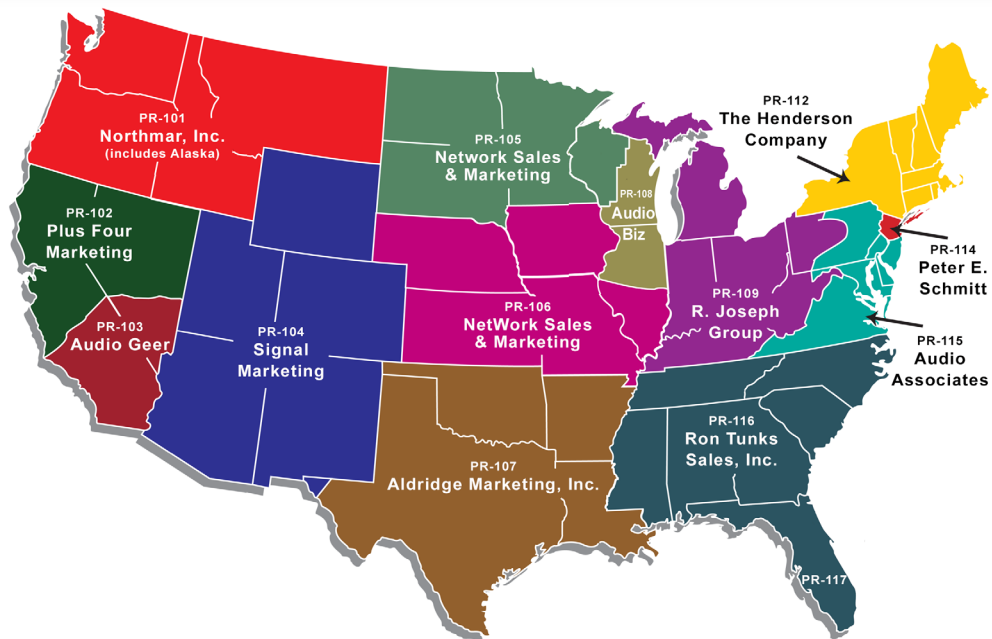 PR-101
Northmar, Inc.
(includes Alaska)
PR-102
Plus Four
Marketing
PR-103
Audio Geer
PR-104
Signal
Marketing
PR-105
Network Sales
& Marketing
PR-106
NetWork Sales
& Marketing
PR-107
Aldridge Marketing, Inc.
PR-108
Audio
Biz
PR-109
R. Joseph
Group
PR-112
The Henderson
Company
PR-114
Peter E.
Schmitt
PR-115
Audio
Associates
PR-116
Ron Tunks
Sales, Inc.
PR-117